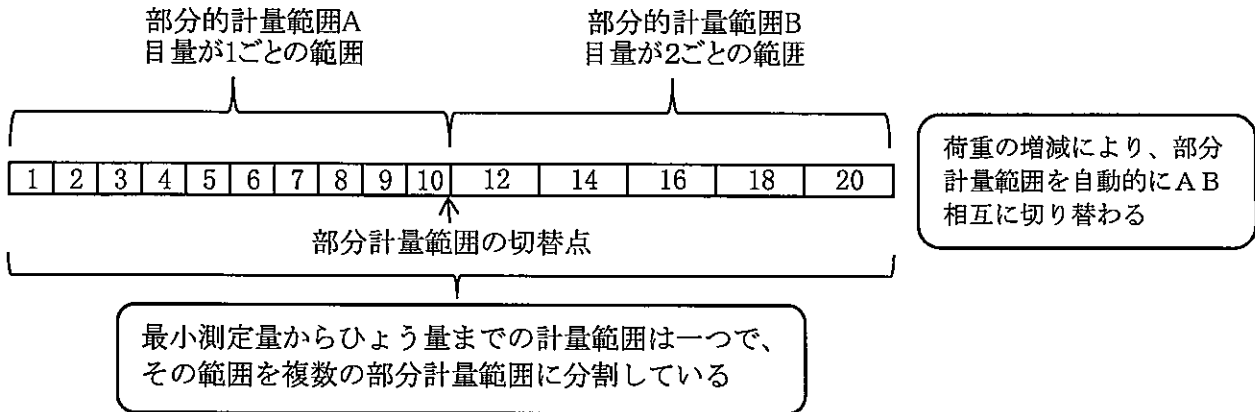 部分的計量範囲A
目量が1ごとの範囲
部分的計量範囲B
目量が2ごとの範囲
1 2 3 4 5 6 7 8 9 10 12 14 16 18 20
荷重の増減により、部分
計量範囲を自動的にAB
相互に切り替わる
部分計量範囲の切替点
最小測定量からひょう量までの計量範囲は一つで、
その範囲を複数の部分計量範囲に分割している